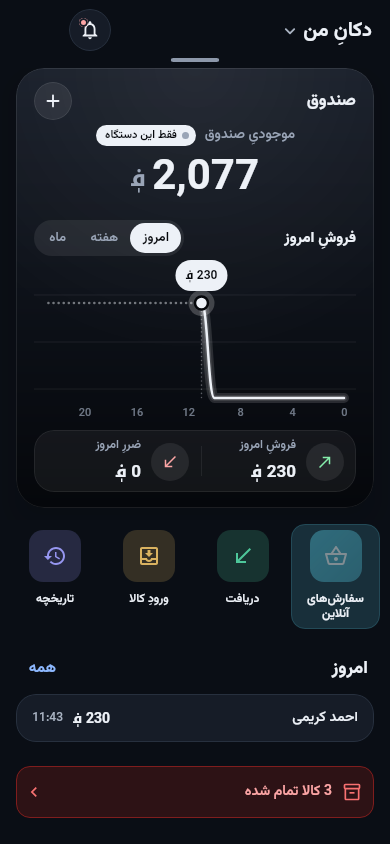 دکانِ من
صندوق
موجودیِ صندوق
فقط این دستگاه
2,077 ؋
فروشِ امروز
امروز
هفته
ماه
230 ؋
0 4 8 12 16 20
فروشِ امروز
230 ؋
ضررِ امروز
0 ؋
سفارش‌های
آنلاین
دریافت
ورودِ کالا
تاریخچه
امروز
همه
احمد کریمی
230 ؋
11:43
3 کالا تمام شده